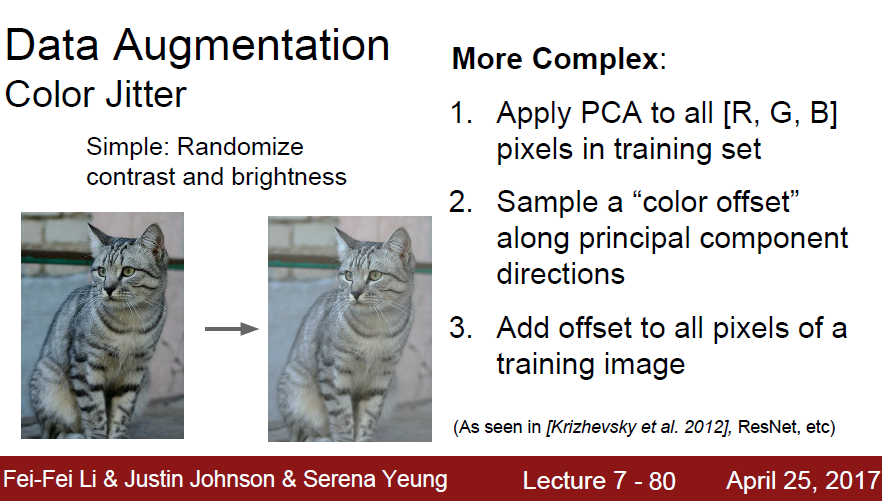 Data Augmentation
Color Jitter
Simple: Randomize
contrast and brightness
More Complex:
1. Apply PCA to all [R, G, B]
pixels in training set
2. Sample a “color offset”
along principal component
directions
3. Add offset to all pixels of a
training image
(As seen in [Krizhevsky et al. 2012], ResNet, etc)
Fei-Fei Li & Justin Johnson & Serena Yeung
Lecture 7 - 80
April 25, 2017